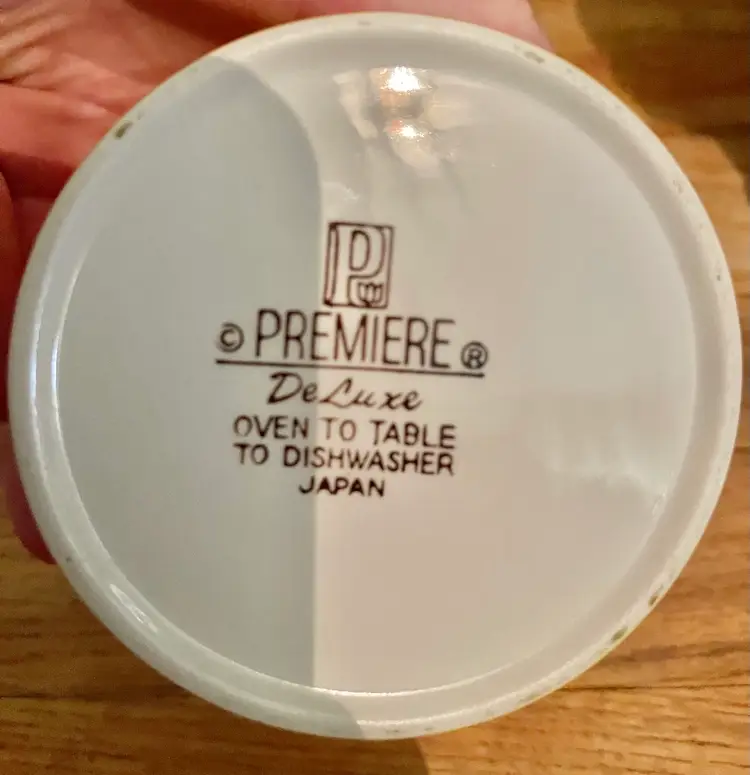 P
© PREMIERE ®
DeLuxe
OVEN TO TABLE
TO DISHWASHER
JAPAN